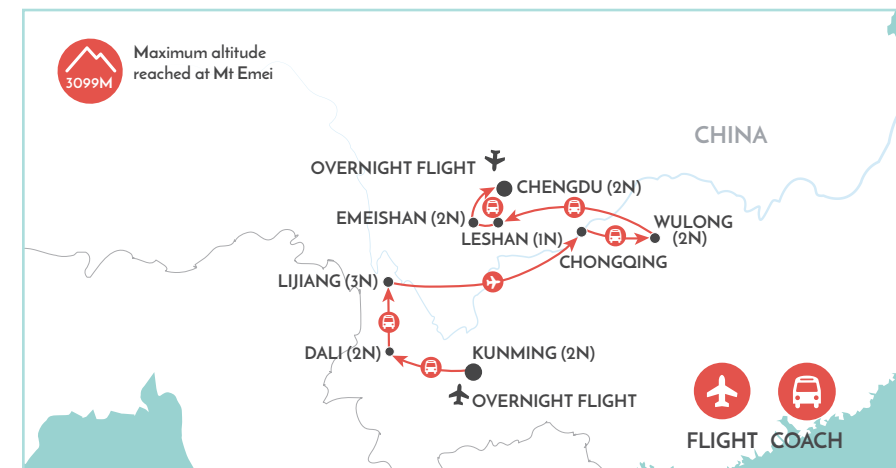 Maximum altitude
reached at Mt Emei
3099M
CHINA
OVERNIGHT FLIGHT
CHENGDU (2N)
EMEISHAN (2N)
LESHAN (1N)
WULONG
(2N)
CHONGQING
LIJIANG (3N)
DALI (2N)
KUNMING (2N)
OVERNIGHT FLIGHT
FLIGHT COACH